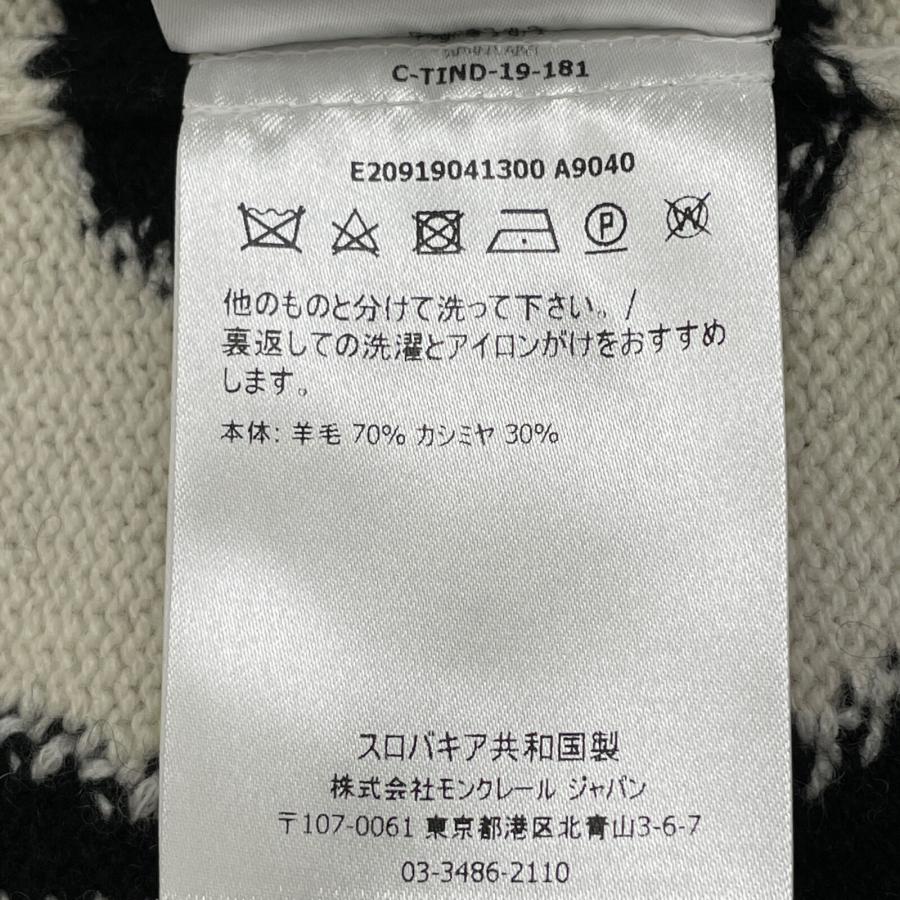 C-TIND-19-181
E20919041300 A9040
P
W
他のものと分けて洗って下さい。/
裏返しての洗濯とアイロンがけをおすすめ
します。
本体: 羊毛 70% カシミヤ 30%
スロバキア共和国製
株式会社モンクレール ジャパン
〒107-0061 東京都港区北青山3-6-7
03-3486-2110